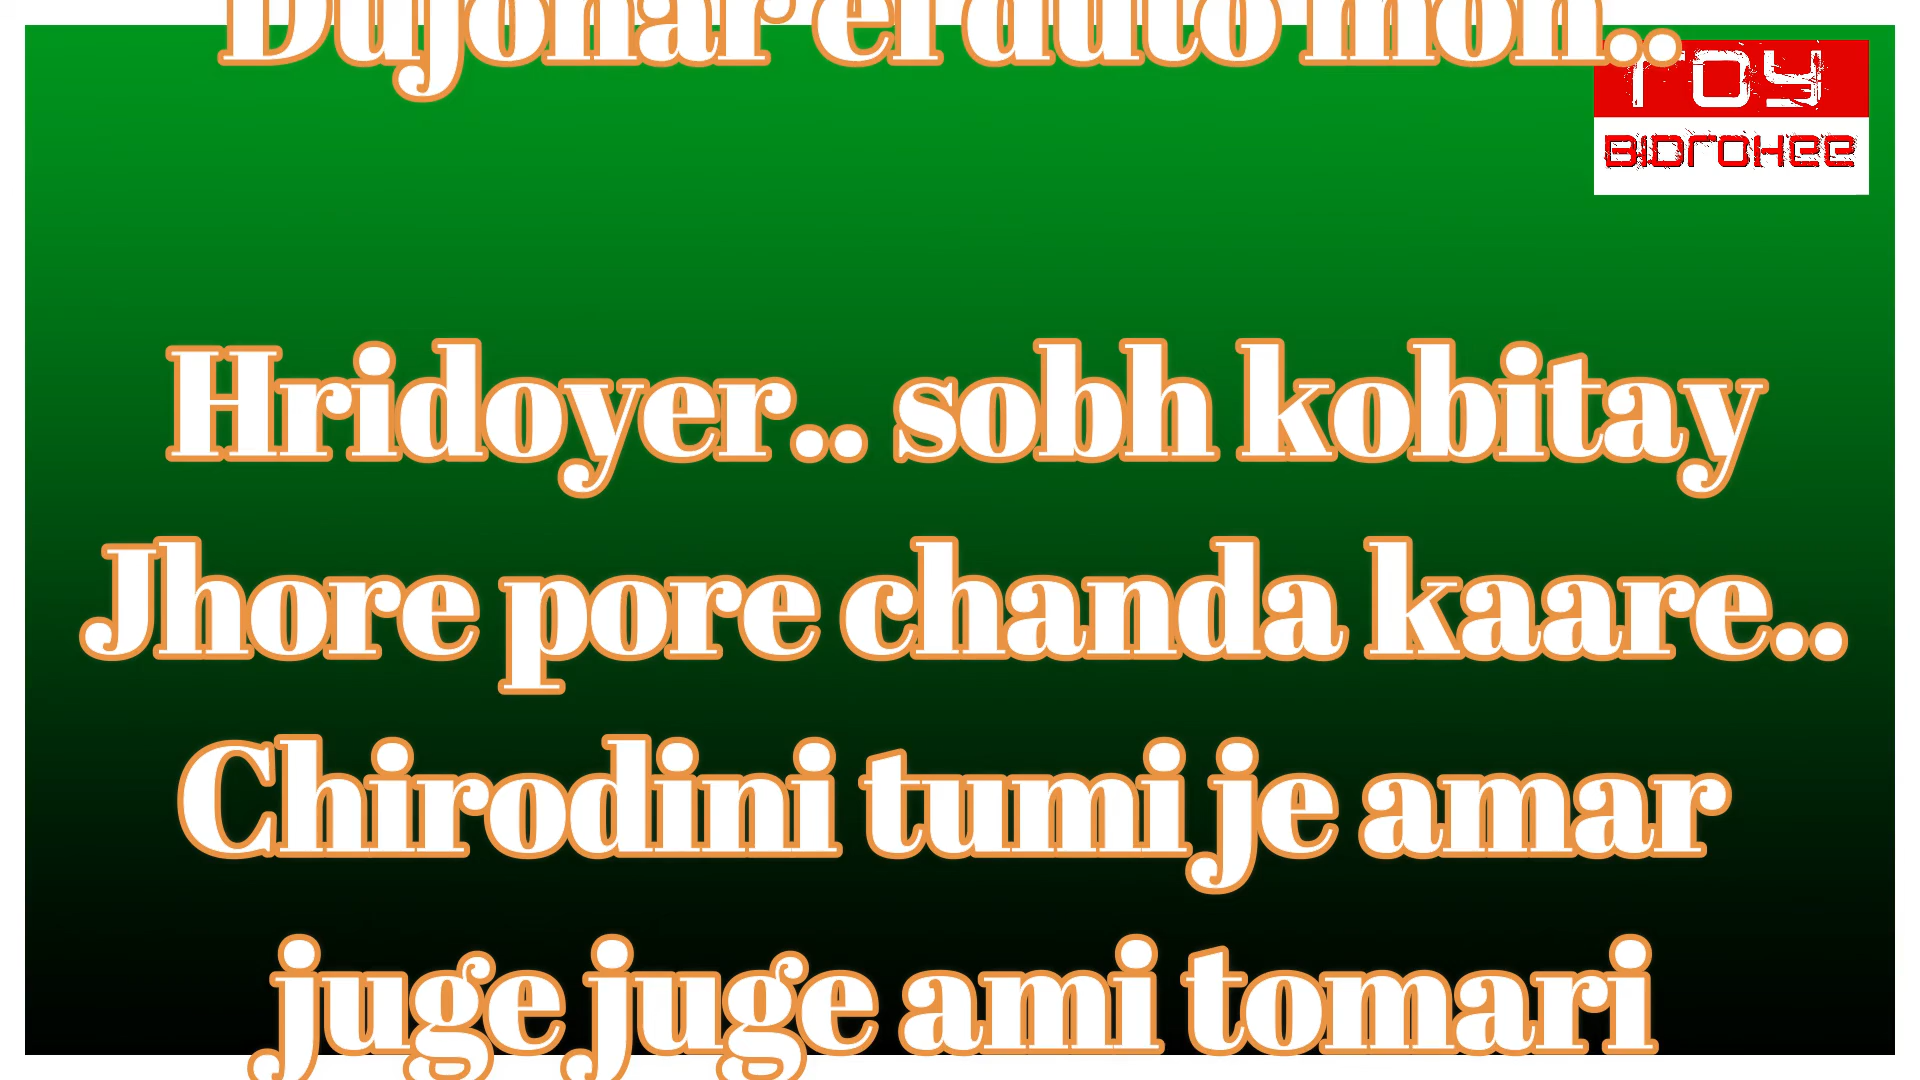 Dujonar ei duto mon..
roy
BIDroHee
Hridoyer.. sobh kobitay
Jhore pore chanda kaare..
Chirodini tumi je amar
juge juge ami tomari